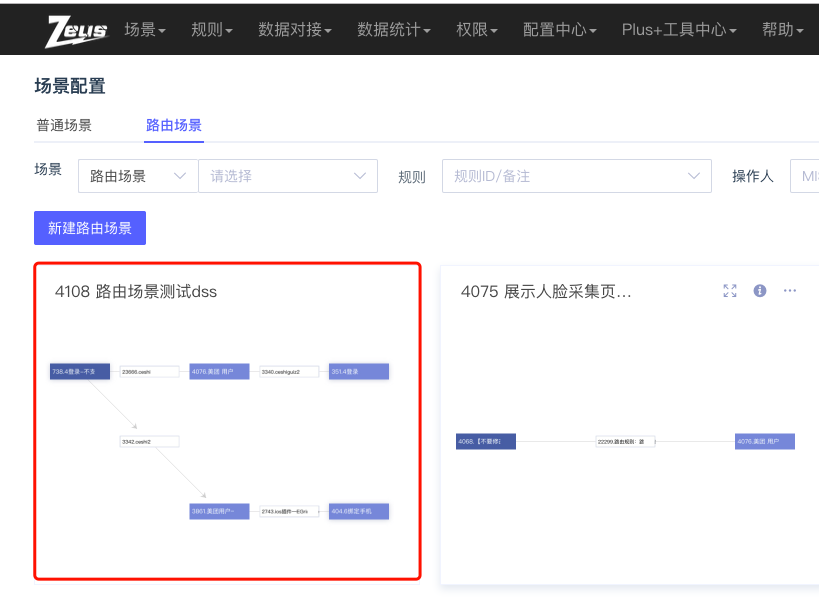 Zeus 场景 规则 数据对接 数据统计 权限 配置中心 Plus+工具中心 帮助
场景配置
普通场景 路由场景
场景 路由场景 请选择 规则 规则ID/备注 操作人 MI
新建路由场景
4108 路由场景测试dss
738.4登录-不支 23666.ceshi 4076.美团 用户 3340.ceshiguiz2 351.4登录
3342.ceshi2
3861.美团用户- 2743.ios插件一6Grc 404.6绑定手机
4075 展示人脸采集页...
4068.【不要修 22299.路由规则：路 4076.美团 用户